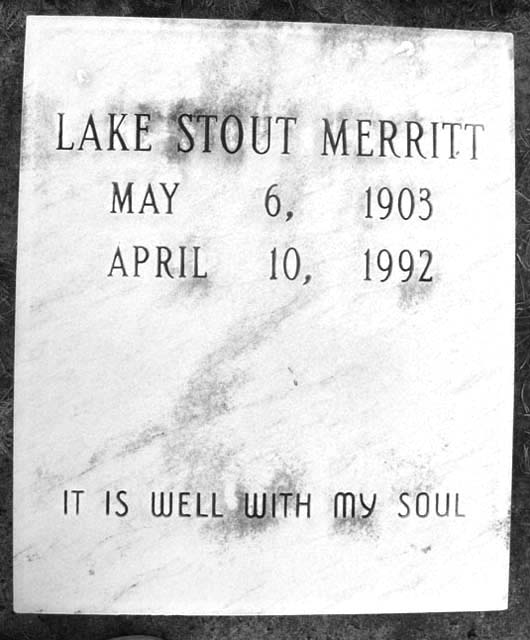 LAKE STOUT MERRITT
MAY 6, 1903
APRIL 10, 1992
IT IS WELL WITH MY SOUL